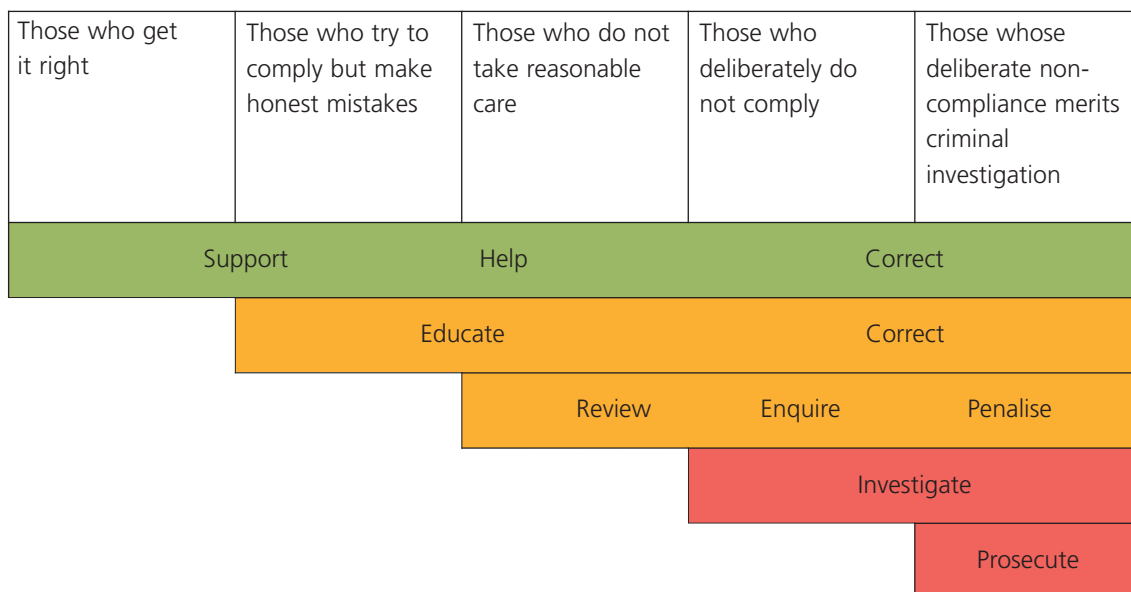 Those who get
it right
Those who try to
comply but make
honest mistakes
Those who do not
take reasonable
care
Those who
deliberately do
not comply
Those whose
deliberate non-
compliance merits
criminal
investigation
Support Help Correct
Educate Correct
Review Enquire Penalise
Investigate
Prosecute